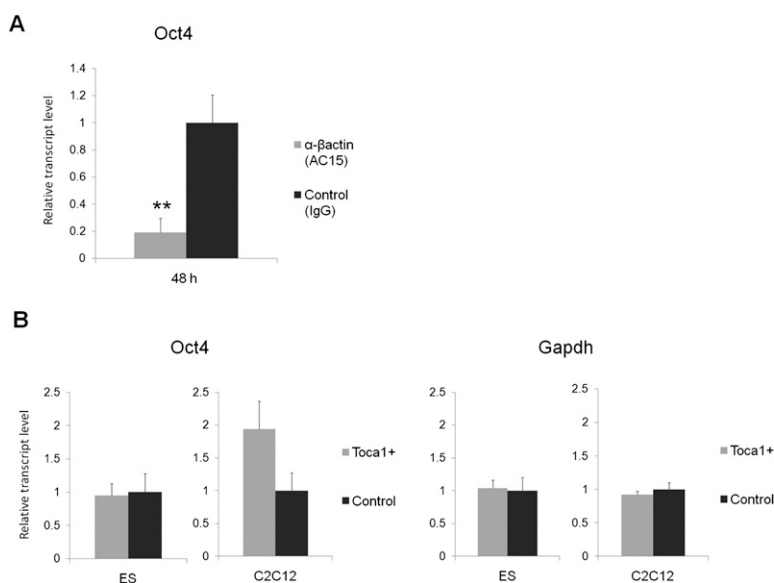 A
Oct4
Relative transcript level
1.4
1.2
1
0.8
0.6
0.4
0.2
0
**
48 h
α-βactin
(AC15)
Control
(IgG)
B
Oct4
Relative transcript level
2.5
2
1.5
1
0.5
0
ES
2.5
2
1.5
1
0.5
0
C2C12
Toca1+
Control
Gapdh
Relative transcript level
2.5
2
1.5
1
0.5
0
ES
2.5
2
1.5
1
0.5
0
C2C12
Toca1+
Control